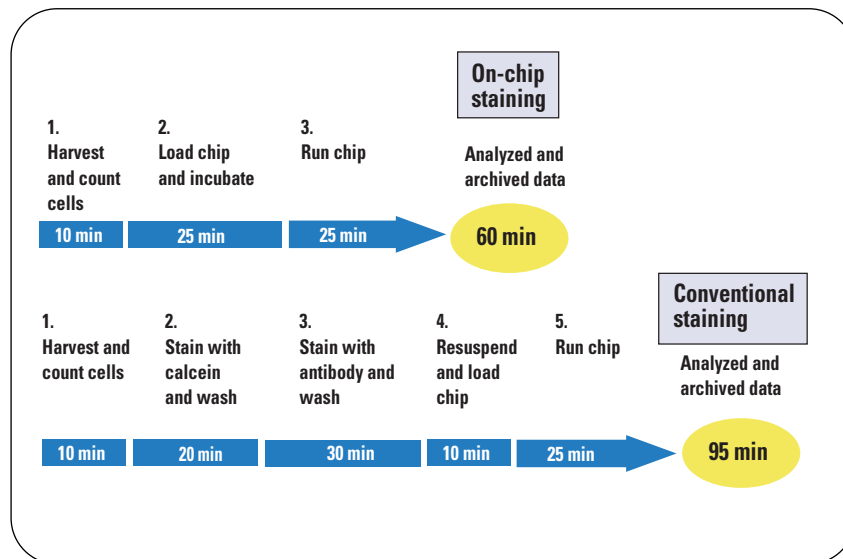 On-chip
staining
1.
Harvest
and count
cells
2.
Load chip
and incubate
3.
Run chip
Analyzed and
archived data
10 min
25 min
25 min
60 min
Conventional
staining
1.
Harvest and
count cells
2.
Stain with
calcein
and wash
3.
Stain with
antibody and
wash
4.
Resuspend
and load
chip
5.
Run chip
Analyzed and
archived data
10 min
20 min
30 min
10 min
25 min
95 min